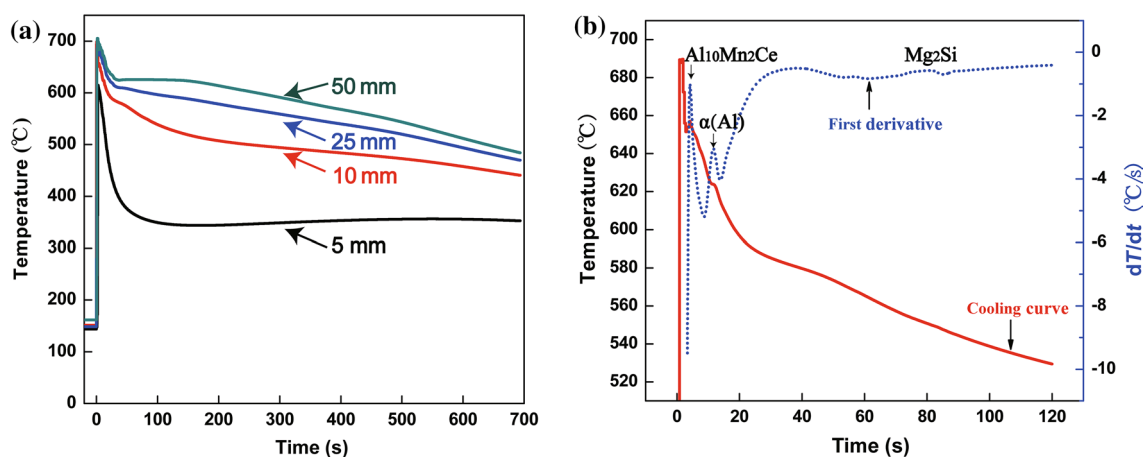 (a)
700
600
500
400
300
200
100
0
Temperature (℃)
0
100
200
300
400
500
600
700
Time (s)
50 mm
25 mm
10 mm
5 mm
(b)
700
680
660
640
620
600
580
560
540
520
Temperature (℃)
0
20
40
60
80
100
120
Time (s)
0
-2
-4
-6
-8
-10
dT/dt (℃/s)
Al₁₀Mn₂Ce
α(Al)
Mg₂Si
First derivative
Cooling curve